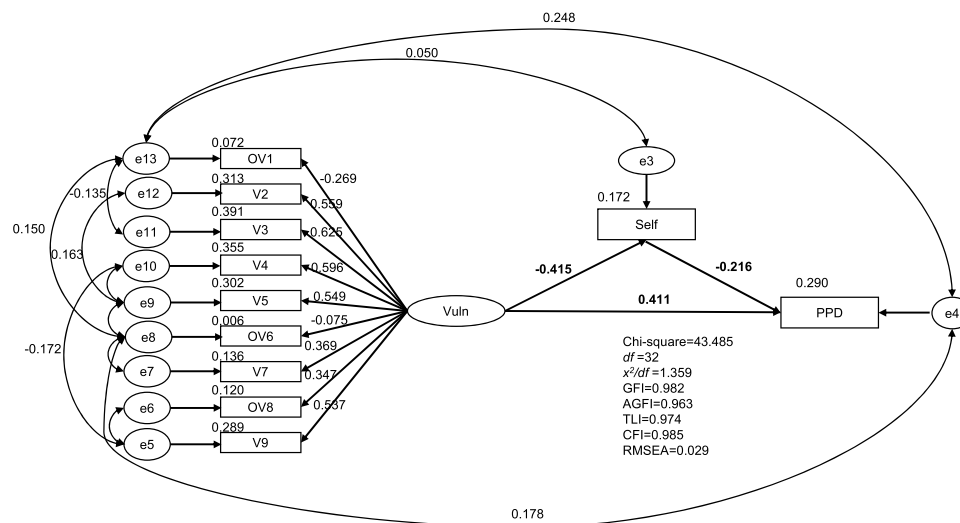 0.248
0.050
e13
0.072
OV1
-0.269
e3
e12
0.313
V2
0.559
-0.135
0.172
Self
e11
0.391
V3
0.625
0.150
0.163
e10
0.355
V4
0.596
-0.415
-0.216
e9
0.302
V5
0.549
0.411
0.290
Vuln
PPD
e4
e8
0.006
OV6
-0.075
-0.172
e7
0.136
V7
0.369
e6
0.120
OV8
0.347
e5
0.289
V9
0.537
Chi-square=43.485
df =32
x²/df =1.359
GFI=0.982
AGFI=0.963
TLI=0.974
CFI=0.985
RMSEA=0.029
0.178